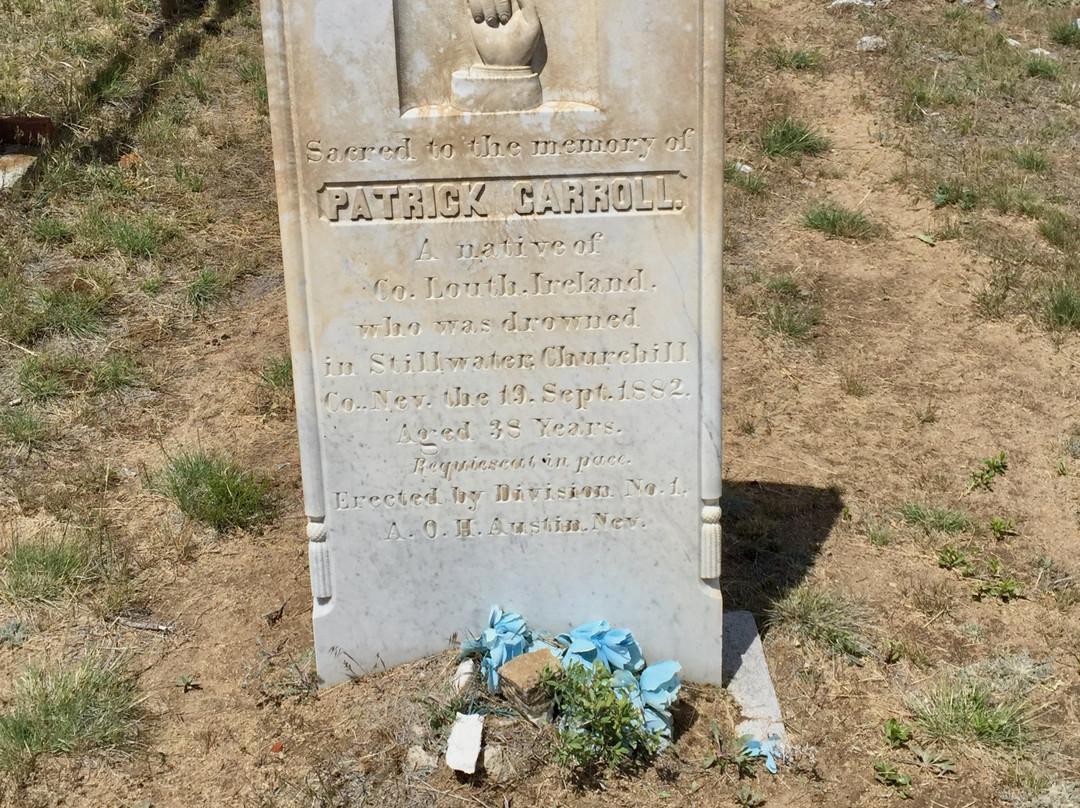 Sacred to the memory of
PATRICK CARROLL.
A native of
Co. Louth. Ireland.
who was drowned
in Stillwater, Churchill
Co.. Nev. the 19. Sept. 1882.
Aged 38 Years.
Requiescat in pace.
Erected by Division No. 1.
A. O. H. Austin. Nev.